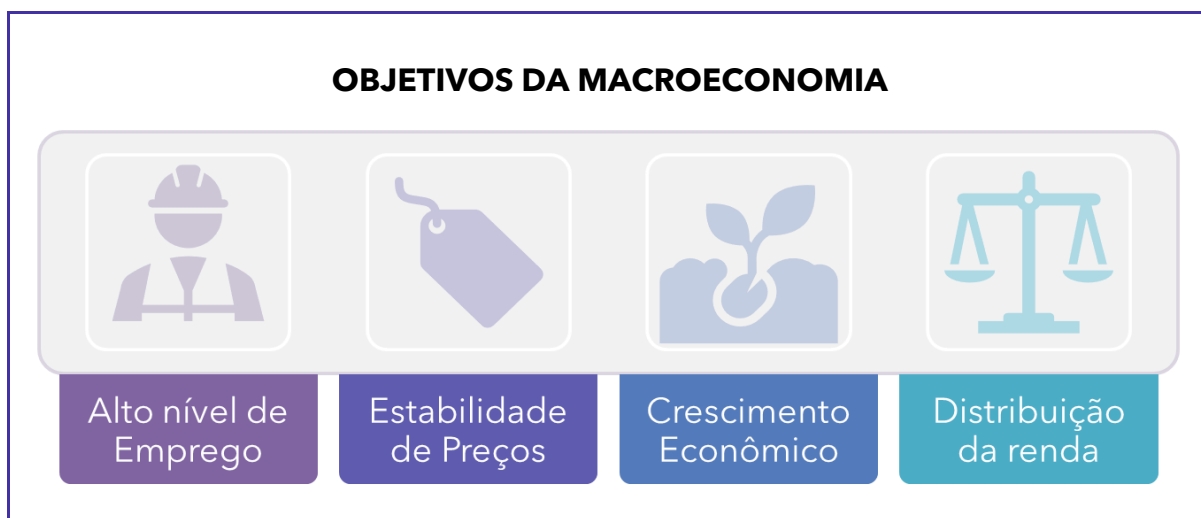 OBJETIVOS DA MACROECONOMIA
Alto nível de
Emprego
Estabilidade
de Preços
Crescimento
Econômico
Distribuição
da renda